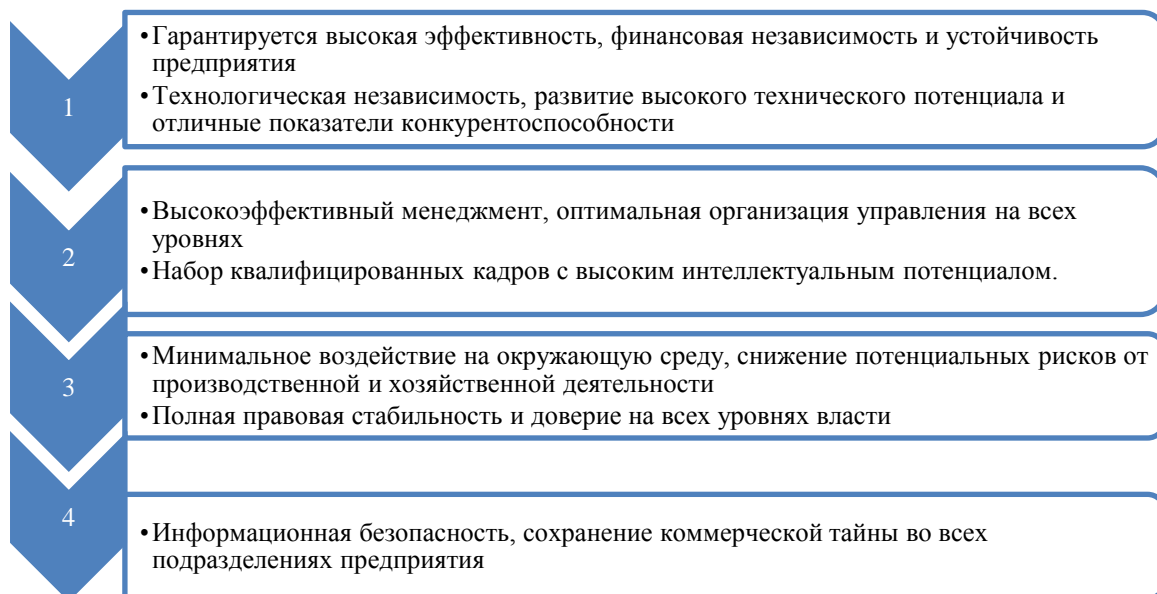 1
•Гарантируется высокая эффективность, финансовая независимость и устойчивость
предприятия
•Технологическая независимость, развитие высокого технического потенциала и
отличные показатели конкурентоспособности
2
•Высокоэффективный менеджмент, оптимальная организация управления на всех
уровнях
•Набор квалифицированных кадров с высоким интеллектуальным потенциалом.
3
•Минимальное воздействие на окружающую среду, снижение потенциальных рисков от
производственной и хозяйственной деятельности
•Полная правовая стабильность и доверие на всех уровнях власти
4
•Информационная безопасность, сохранение коммерческой тайны во всех
подразделениях предприятия